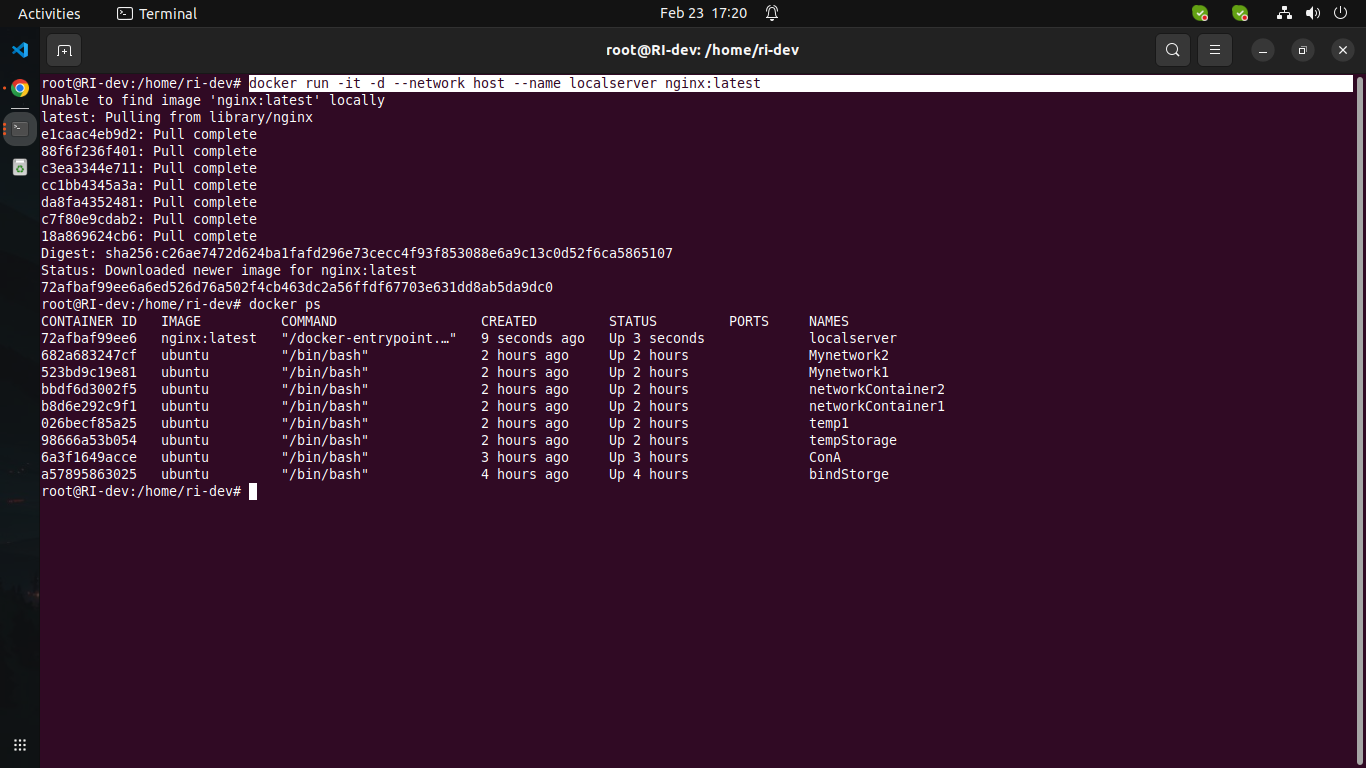 Activities Terminal Feb 23 17:20
root@RI-dev: /home/ri-dev
root@RI-dev:/home/ri-dev# docker run -it -d --network host --name localserver nginx:latest
Unable to find image 'nginx:latest' locally
latest: Pulling from library/nginx
e1caac4eb9d2: Pull complete
88f6f236f401: Pull complete
c3ea3344e711: Pull complete
cc1bb4345a3a: Pull complete
da8fa4352481: Pull complete
c7f80e9cdab2: Pull complete
18a869624cb6: Pull complete
Digest: sha256:c26ae7472d624ba1fafd296e73cecc4f93f853088e6a9c13c0d52f6ca5865107
Status: Downloaded newer image for nginx:latest
72afbaf99ee6a6ed526d76a502f4cb463dc2a56ffdf67703e631dd8ab5da9dc0
root@RI-dev:/home/ri-dev# docker ps
CONTAINER ID IMAGE COMMAND CREATED STATUS PORTS NAMES
72afbaf99ee6 nginx:latest "/docker-entrypoint.…" 9 seconds ago Up 3 seconds localserver
682a683247cf ubuntu "/bin/bash" 2 hours ago Up 2 hours Mynetwork2
523bd9c19e81 ubuntu "/bin/bash" 2 hours ago Up 2 hours Mynetwork1
bbdf6d3002f5 ubuntu "/bin/bash" 2 hours ago Up 2 hours networkContainer2
b8d6e292c9f1 ubuntu "/bin/bash" 2 hours ago Up 2 hours networkContainer1
026becf85a25 ubuntu "/bin/bash" 2 hours ago Up 2 hours temp1
98666a53b054 ubuntu "/bin/bash" 2 hours ago Up 2 hours tempStorage
6a3f1649acce ubuntu "/bin/bash" 3 hours ago Up 3 hours ConA
a57895863025 ubuntu "/bin/bash" 4 hours ago Up 4 hours bindStorge
root@RI-dev:/home/ri-dev#